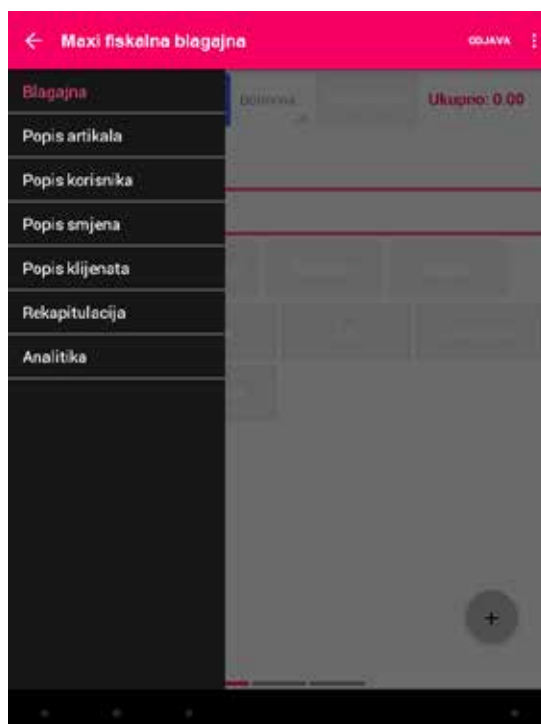 Maxi fiskalna blagajna
ODJAVA
Blagajna
Ukupno: 0.00
Popis artikala
Popis korisnika
Popis smjena
Popis klijenata
Rekapitulacija
Analitika
+